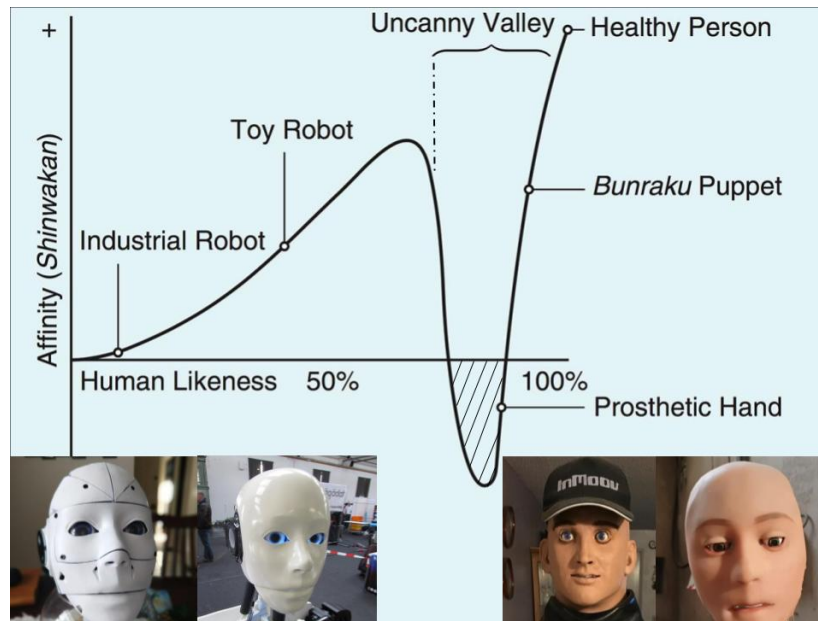 +
Uncanny Valley
Healthy Person
Toy Robot
Bunraku Puppet
Industrial Robot
Affinity (Shinwakan)
Human Likeness 50% 100%
Prosthetic Hand
InMoov